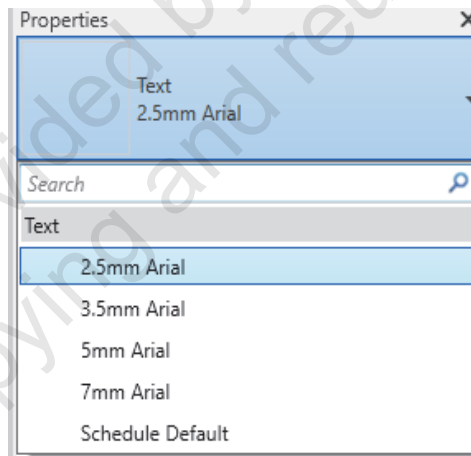 Properties
Text
2.5mm Arial
Search
Text
2.5mm Arial
3.5mm Arial
5mm Arial
7mm Arial
Schedule Default